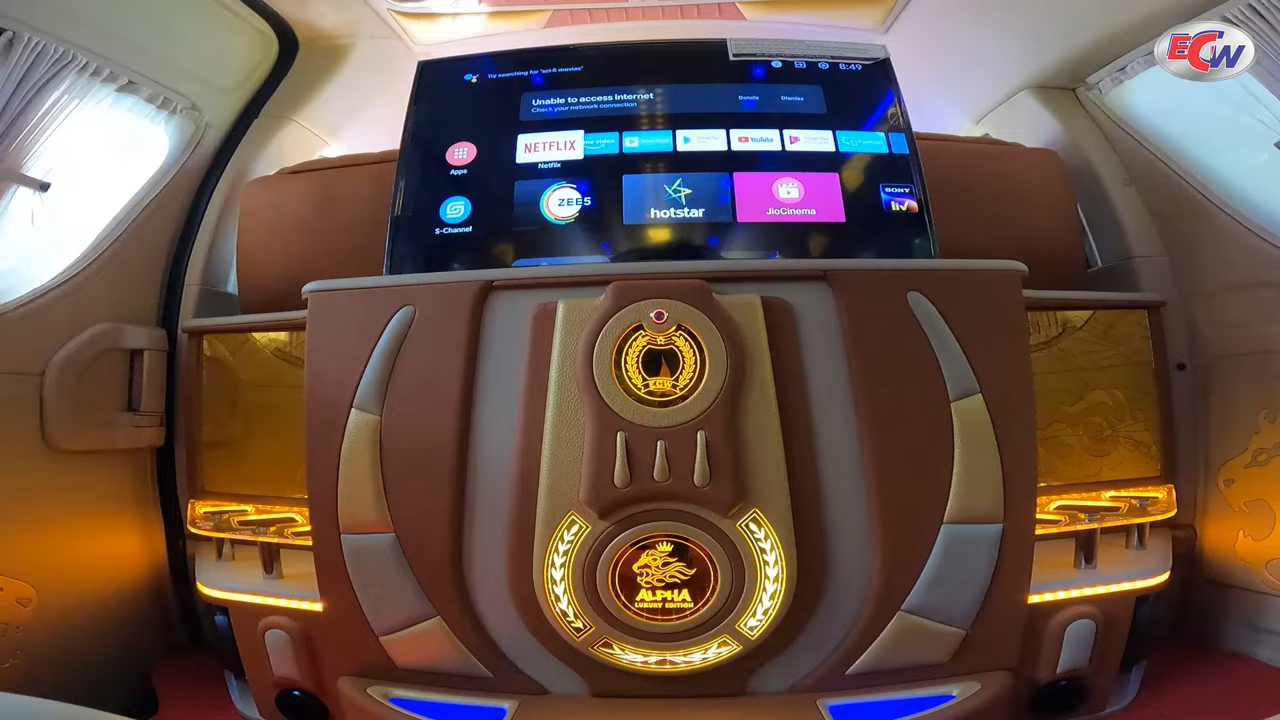 ECW
Try searching for "sci-fi movies"
8:49
Unable to access Internet
Check your network connection
Details
Dismiss
NETFLIX
YouTube
Netflix
Apps
ZEE5
hotstar
JioCinema
SONY
liv
S-Channel
ECW
ALPHA
LUXURY EDITION